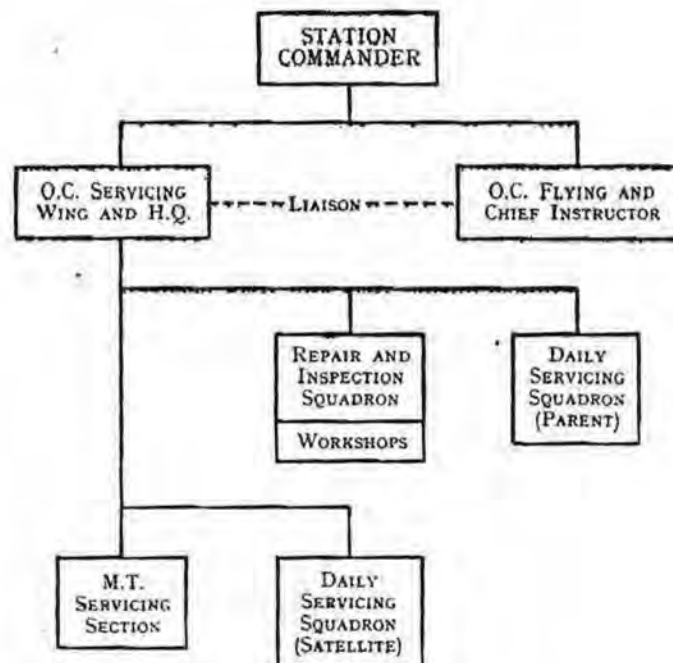 STATION
COMMANDER
O.C. SERVICING
WING AND H.Q.
LIAISON
O.C. FLYING AND
CHIEF INSTRUCTOR
REPAIR AND
INSPECTION
SQUADRON
WORKSHOPS
DAILY
SERVICING
SQUADRON
(PARENT)
M.T.
SERVICING
SECTION
DAILY
SERVICING
SQUADRON
(SATELLITE)